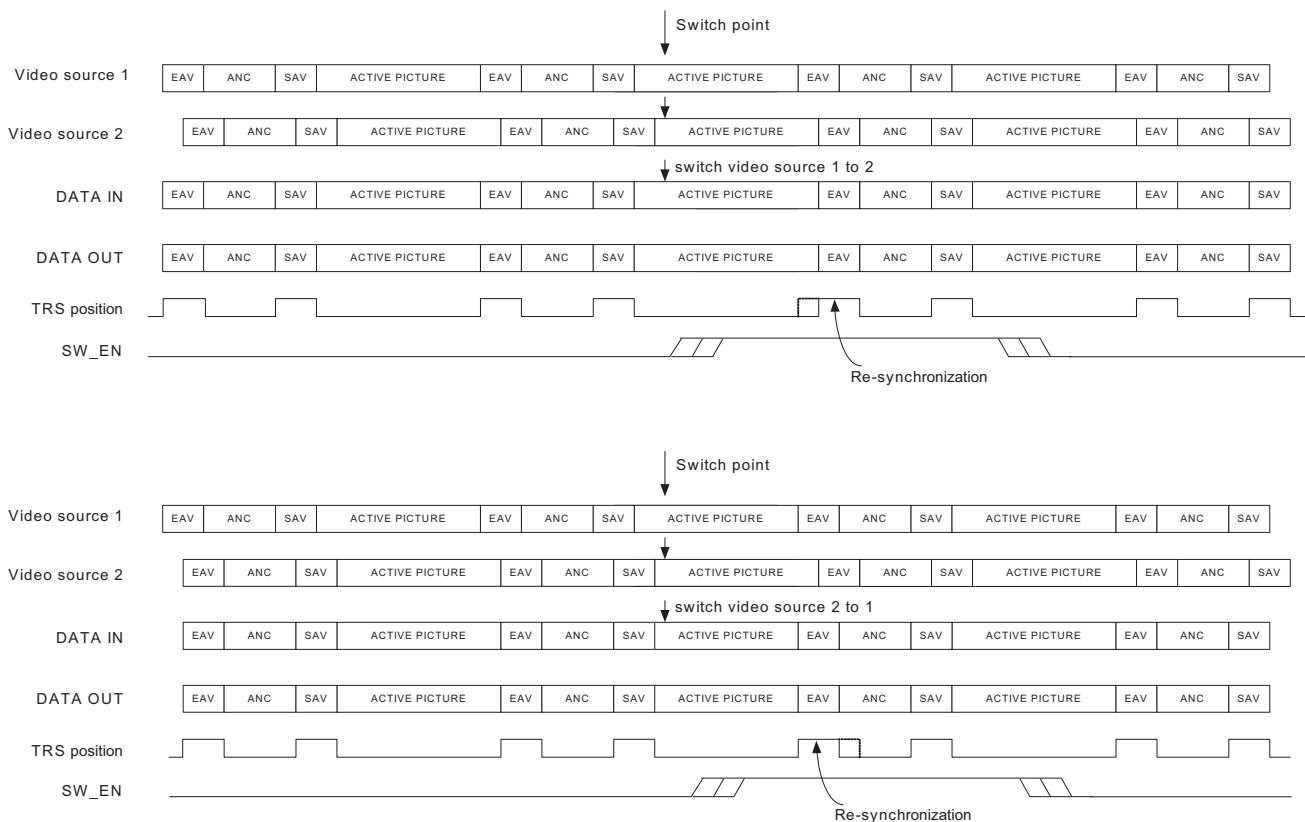 Switch point
Video source 1 EAV ANC SAV ACTIVE PICTURE EAV ANC SAV ACTIVE PICTURE EAV ANC SAV ACTIVE PICTURE EAV ANC SAV
Video source 2 EAV ANC SAV ACTIVE PICTURE EAV ANC SAV ACTIVE PICTURE EAV ANC SAV ACTIVE PICTURE EAV ANC SAV
switch video source 1 to 2
DATA IN EAV ANC SAV ACTIVE PICTURE EAV ANC SAV ACTIVE PICTURE EAV ANC SAV ACTIVE PICTURE EAV ANC SAV
DATA OUT EAV ANC SAV ACTIVE PICTURE EAV ANC SAV ACTIVE PICTURE EAV ANC SAV ACTIVE PICTURE EAV ANC SAV
TRS position
SW_EN
Re-synchronization
Switch point
Video source 1 EAV ANC SAV ACTIVE PICTURE EAV ANC SAV ACTIVE PICTURE EAV ANC SAV ACTIVE PICTURE EAV ANC SAV
Video source 2 EAV ANC SAV ACTIVE PICTURE EAV ANC SAV ACTIVE PICTURE EAV ANC SAV ACTIVE PICTURE EAV ANC SAV
switch video source 2 to 1
DATA IN EAV ANC SAV ACTIVE PICTURE EAV ANC SAV ACTIVE PICTURE EAV ANC SAV ACTIVE PICTURE EAV ANC SAV
DATA OUT EAV ANC SAV ACTIVE PICTURE EAV ANC SAV ACTIVE PICTURE EAV ANC SAV ACTIVE PICTURE EAV ANC SAV
TRS position
SW_EN
Re-synchronization